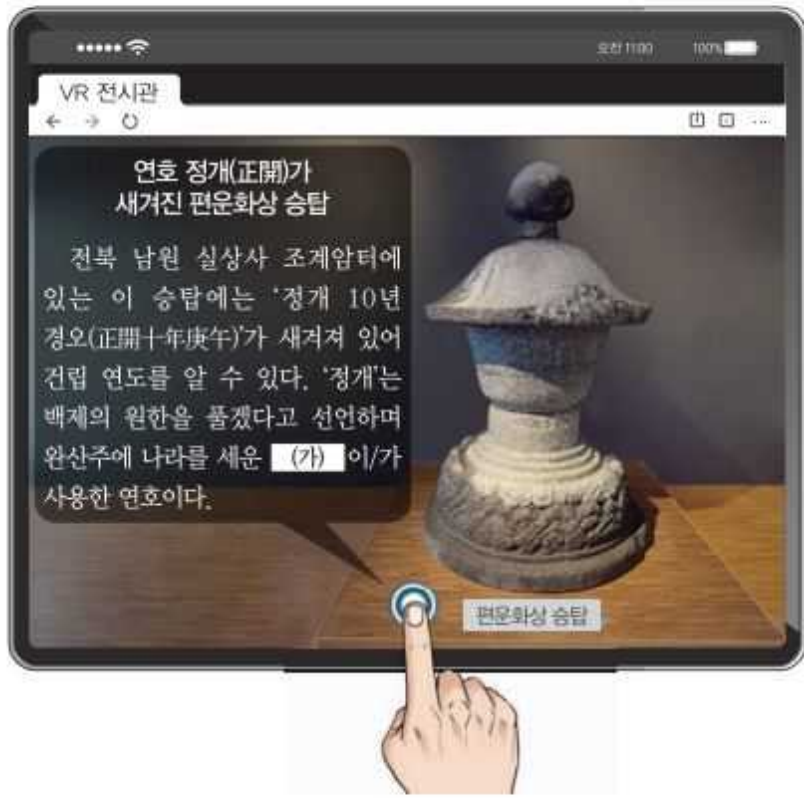 오전 11:00 100%
VR 전시관
연호 정개(正開)가
새겨진 편운화상 승탑
전북 남원 실상사 조계암터에
있는 이 승탑에는 ‘정개 10년
경오(正開十年庚午)’가 새겨져 있어
건립 연도를 알 수 있다. ‘정개’는
백제의 원한을 풀겠다고 선언하며
완산주에 나라를 세운 (가) 이/가
사용한 연호이다.
편운화상 승탑